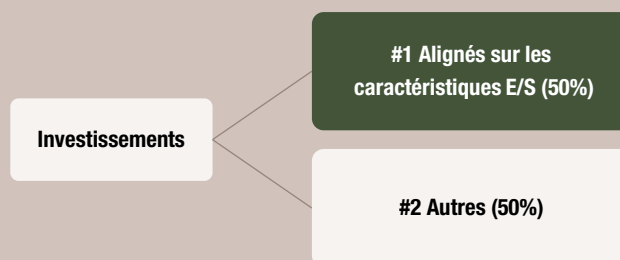 #1 Alignés sur les
caractéristiques E/S (50%)
Investissements
#2 Autres (50%)